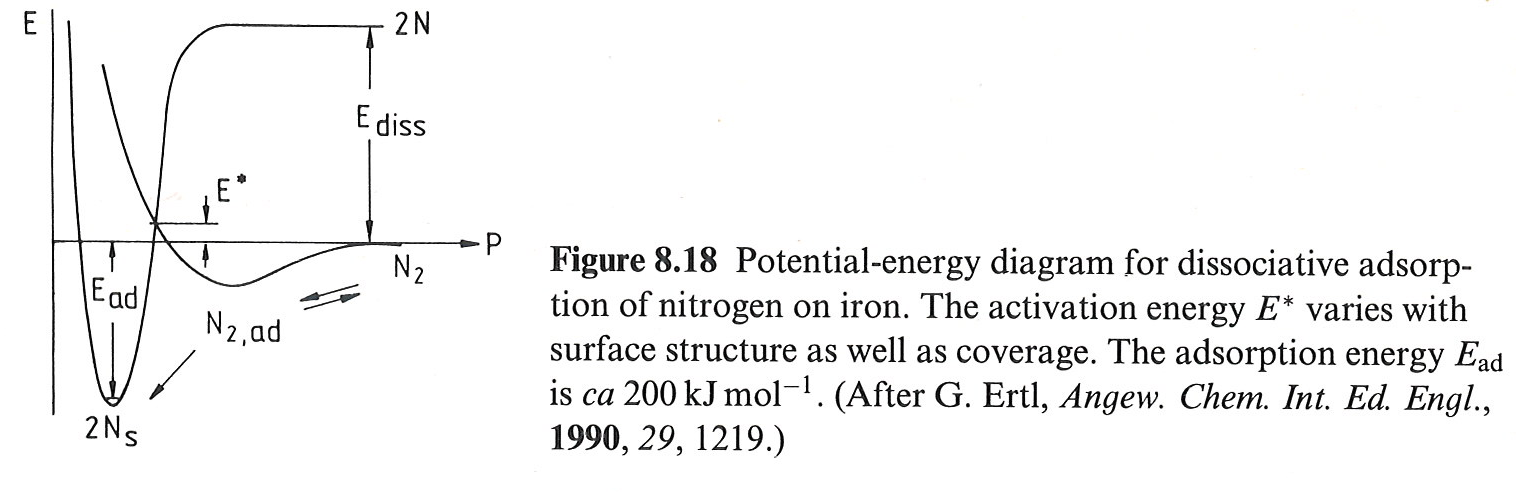 E
2N
E diss
E*
P
Ead
N2
N2,ad
2Ns
Figure 8.18 Potential-energy diagram for dissociative adsorp-
tion of nitrogen on iron. The activation energy E* varies with
surface structure as well as coverage. The adsorption energy Ead
is ca 200 kJ mol−1. (After G. Ertl, Angew. Chem. Int. Ed. Engl.,
1990, 29, 1219.)